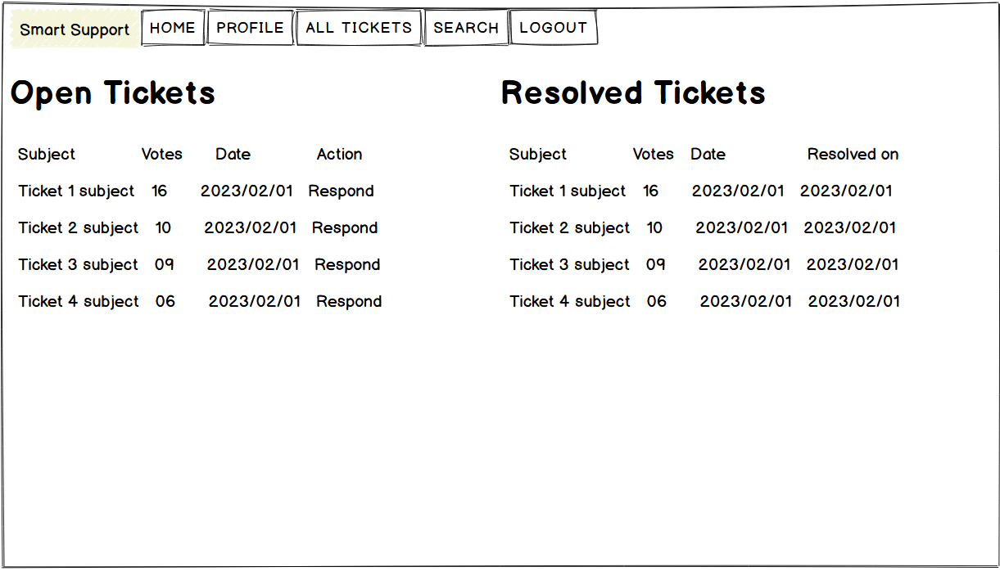 Smart Support HOME PROFILE ALL TICKETS SEARCH LOGOUT
Open Tickets
Subject Votes Date Action
Ticket 1 subject 16 2023/02/01 Respond
Ticket 2 subject 10 2023/02/01 Respond
Ticket 3 subject 09 2023/02/01 Respond
Ticket 4 subject 06 2023/02/01 Respond
Resolved Tickets
Subject Votes Date Resolved on
Ticket 1 subject 16 2023/02/01 2023/02/01
Ticket 2 subject 10 2023/02/01 2023/02/01
Ticket 3 subject 09 2023/02/01 2023/02/01
Ticket 4 subject 06 2023/02/01 2023/02/01